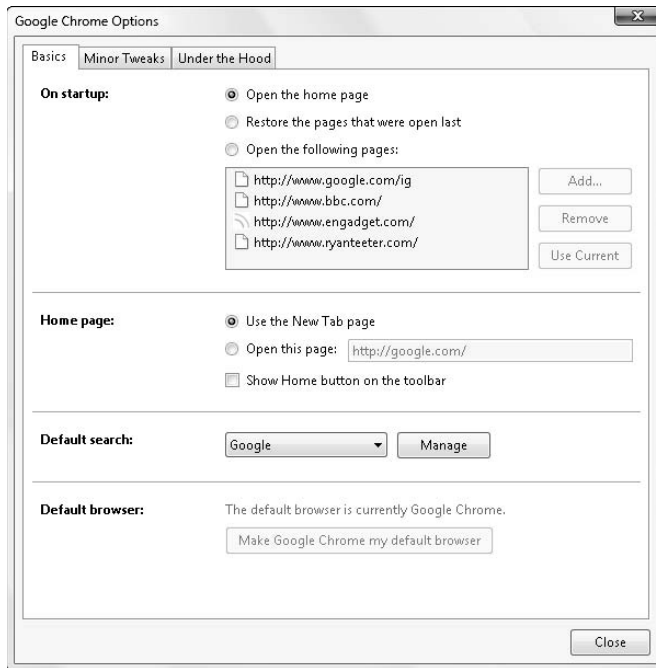 Google Chrome Options
Basics Minor Tweaks Under the Hood
On startup: Open the home page
Restore the pages that were open last
Open the following pages:
http://www.google.com/ig Add...
http://www.bbc.com/
http://www.engadget.com/ Remove
http://www.ryanteeter.com/
Use Current
Home page: Use the New Tab page
Open this page: http://google.com/
Show Home button on the toolbar
Default search: Google Manage
Default browser: The default browser is currently Google Chrome.
Make Google Chrome my default browser
Close